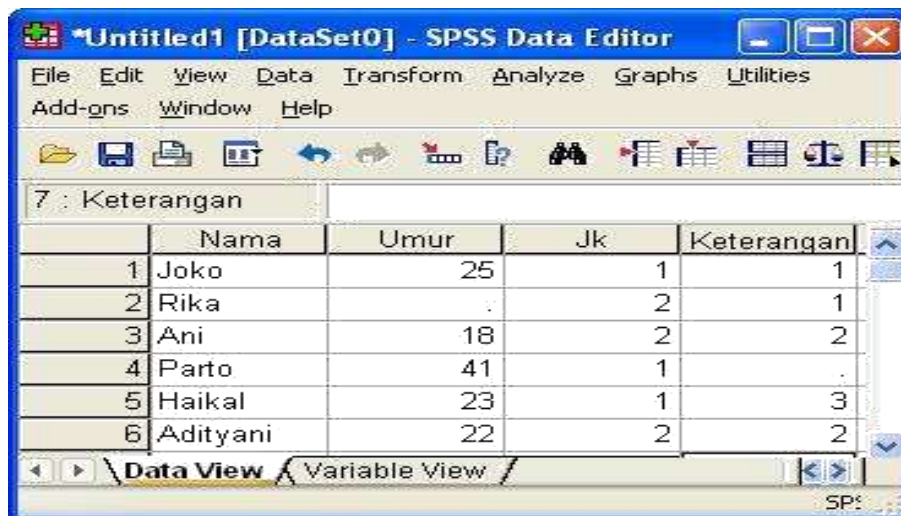 *Untitled1 [DataSet0] - SPSS Data Editor
File Edit View Data Transform Analyze Graphs Utilities
Add-ons Window Help
7 : Keterangan
Nama Umur Jk Keterangan
1 Joko 25 1 1
2 Rika . 2 1
3 Ani 18 2 2
4 Parto 41 1 .
5 Haikal 23 1 3
6 Adityani 22 2 2
Data View Variable View